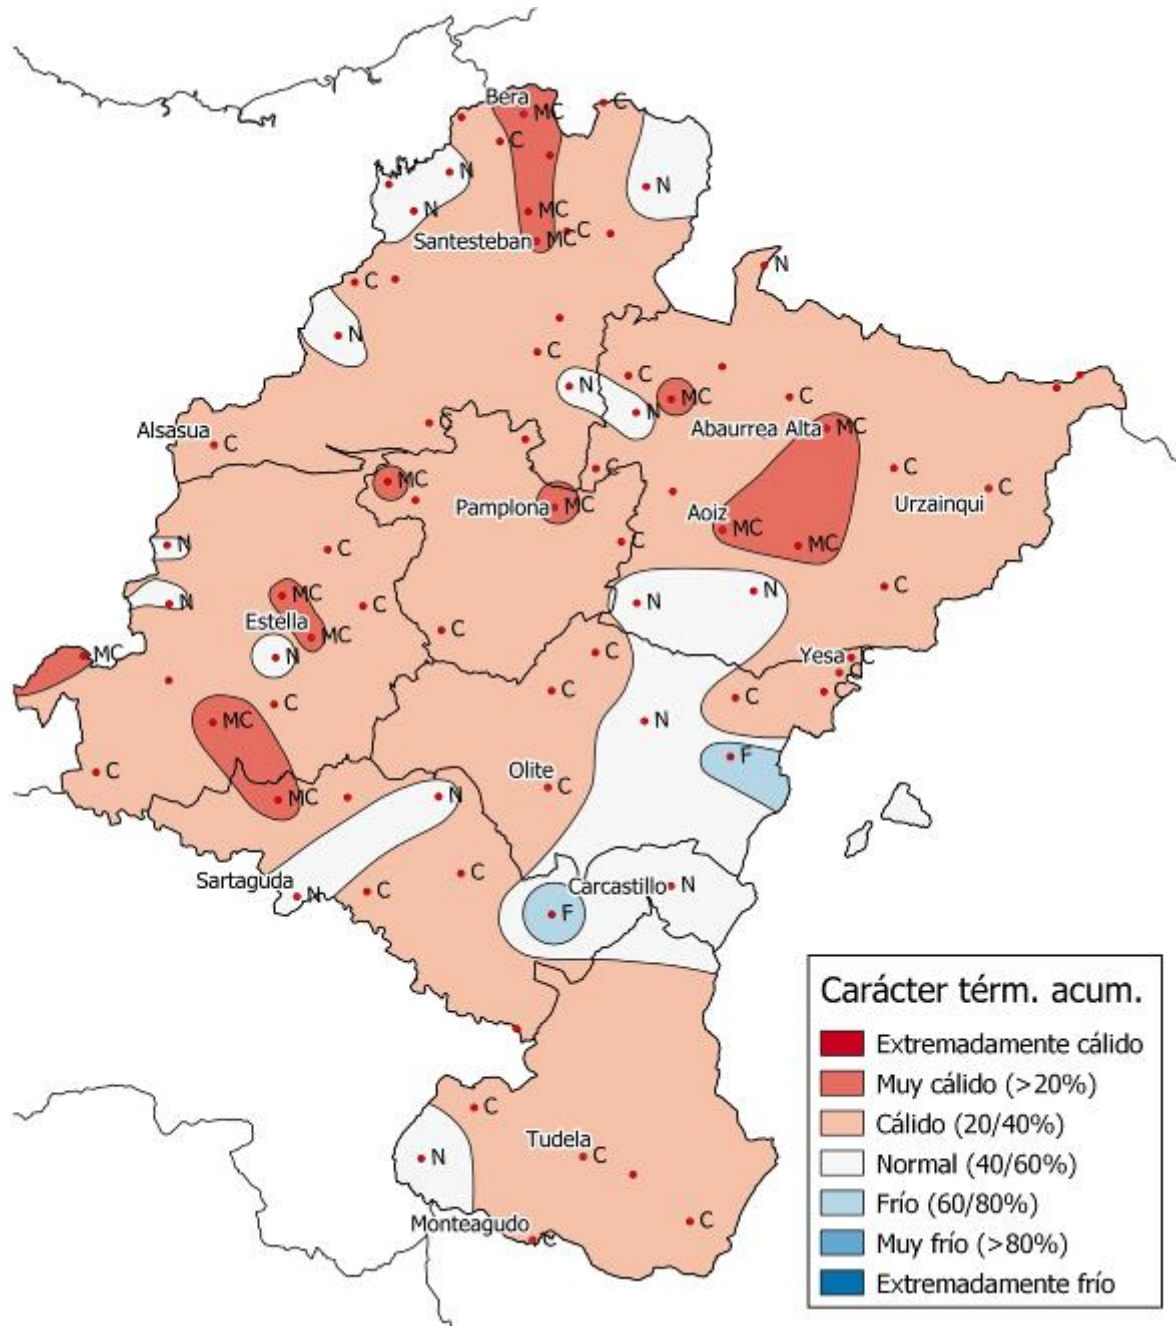 Bera
MC
C
C
N
N
N
MC
Santesteban
MC
C
N
C
N
C
N
C
MC
C
N
Abaurrea Alta
MC
Alsasua
C
C
C
C
Urzainqui
C
MC
Pamplona
MC
Aoiz
MC
MC
N
C
C
C
MC
N
N
N
C
Estella
MC
C
N
MC
C
Yesa
C
C
C
C
C
MC
C
N
F
C
Olite
C
MC
N
Sartaguda
N
C
C
Carcastillo
N
F
C
Tudela
C
N
Monteagudo
C
C
Carácter térm. acum.
Extremadamente cálido
Muy cálido (>20%)
Cálido (20/40%)
Normal (40/60%)
Frío (60/80%)
Muy frío (>80%)
Extremadamente frío